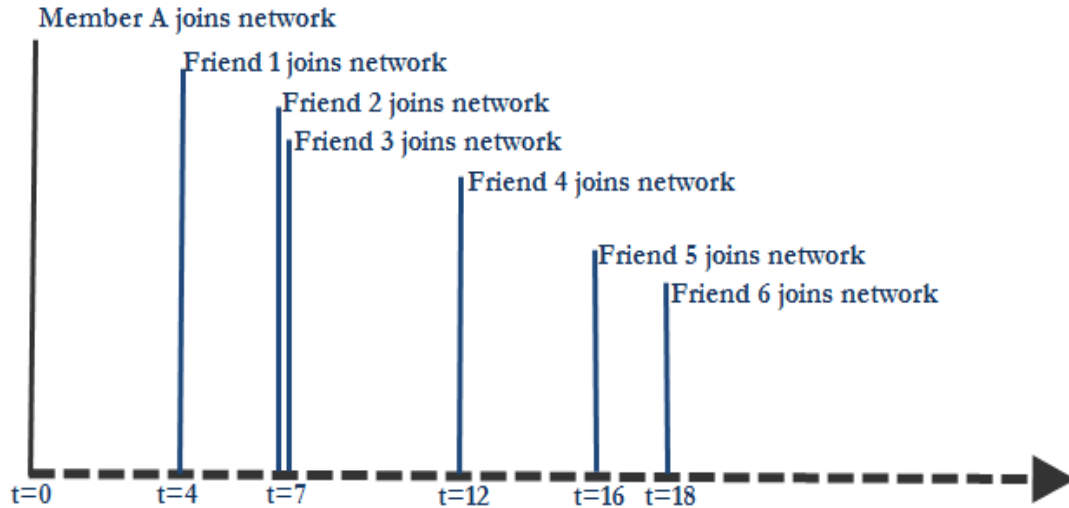 Member A joins network
Friend 1 joins network
Friend 2 joins network
Friend 3 joins network
Friend 4 joins network
Friend 5 joins network
Friend 6 joins network
t=0 t=4 t=7 t=12 t=16 t=18